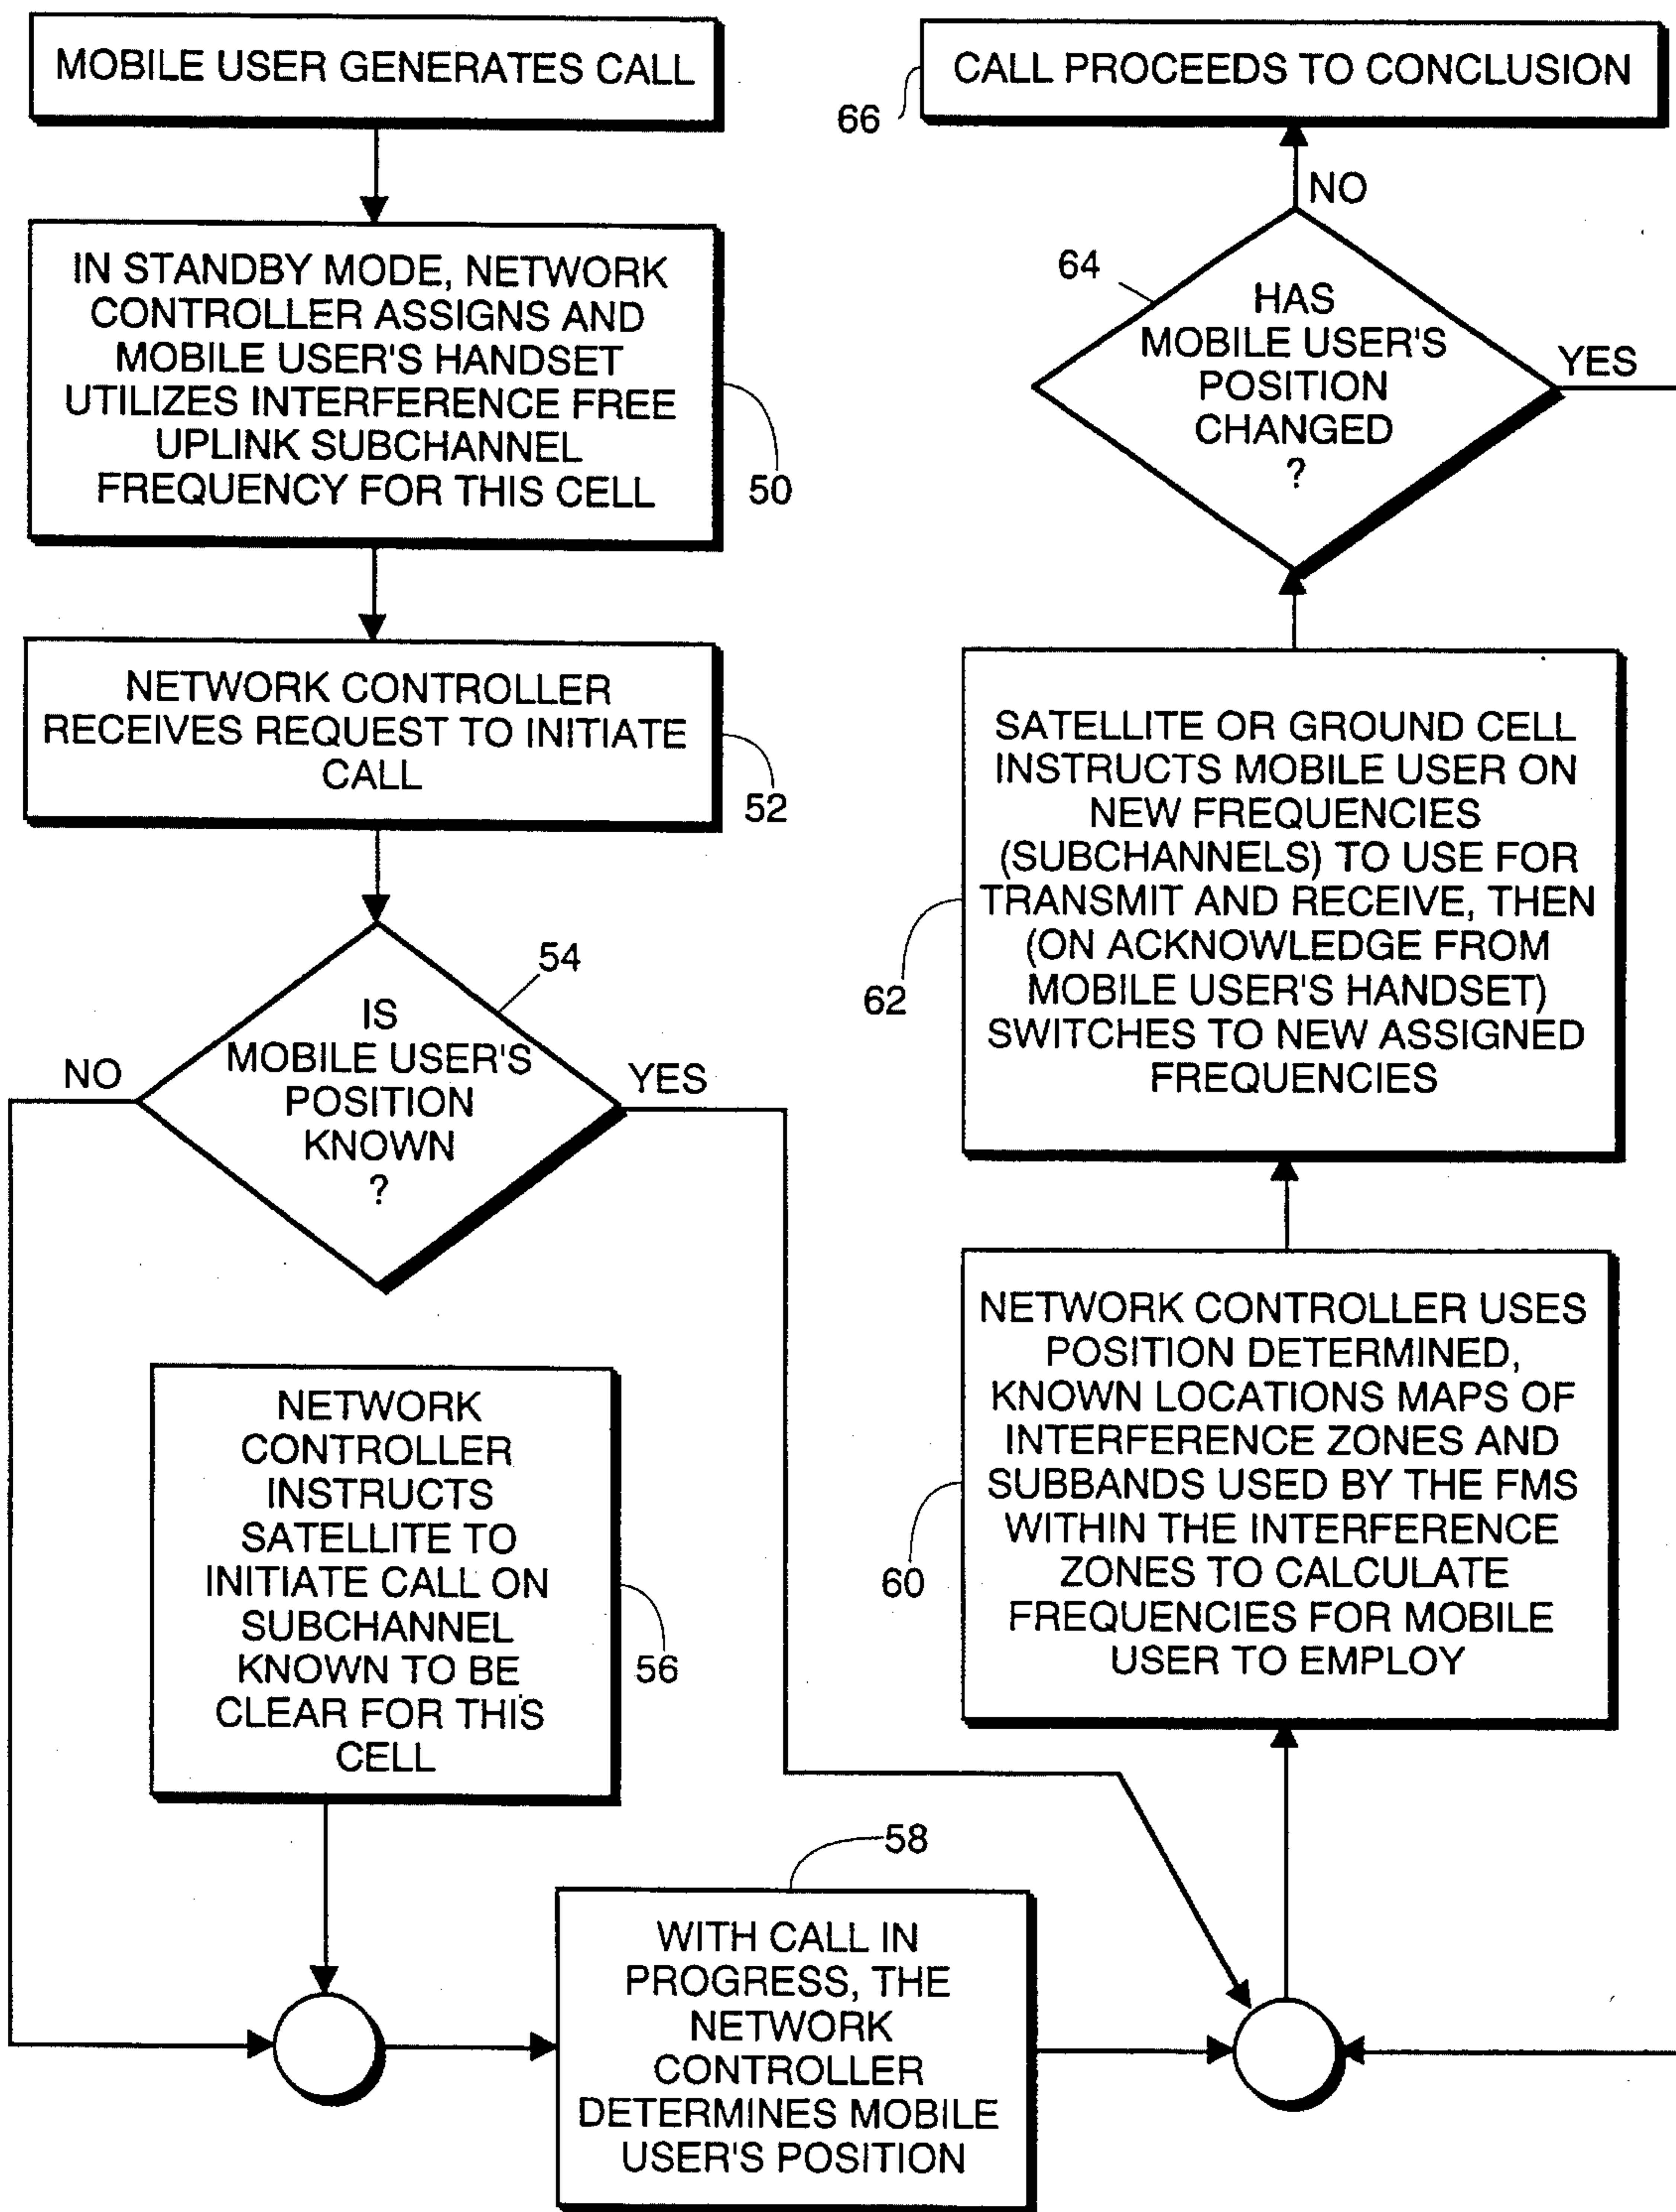 MOBILE USER GENERATES CALL
IN STANDBY MODE, NETWORK
CONTROLLER ASSIGNS AND
MOBILE USER'S HANDSET
UTILIZES INTERFERENCE FREE
UPLINK SUBCHANNEL
FREQUENCY FOR THIS CELL
50
NETWORK CONTROLLER
RECEIVES REQUEST TO INITIATE
CALL
52
54
IS
MOBILE USER'S
POSITION
KNOWN
?
NO
YES
NETWORK
CONTROLLER
INSTRUCTS
SATELLITE TO
INITIATE CALL ON
SUBCHANNEL
KNOWN TO BE
CLEAR FOR THIS
CELL
56
58
WITH CALL IN
PROGRESS, THE
NETWORK
CONTROLLER
DETERMINES MOBILE
USER'S POSITION
NETWORK CONTROLLER USES
POSITION DETERMINED,
KNOWN LOCATIONS MAPS OF
INTERFERENCE ZONES AND
SUBBANDS USED BY THE FMS
WITHIN THE INTERFERENCE
ZONES TO CALCULATE
FREQUENCIES FOR MOBILE
USER TO EMPLOY
60
SATELLITE OR GROUND CELL
INSTRUCTS MOBILE USER ON
NEW FREQUENCIES
(SUBCHANNELS) TO USE FOR
TRANSMIT AND RECEIVE, THEN
(ON ACKNOWLEDGE FROM
MOBILE USER'S HANDSET)
SWITCHES TO NEW ASSIGNED
FREQUENCIES
62
64
HAS
MOBILE USER'S
POSITION
CHANGED
?
YES
NO
CALL PROCEEDS TO CONCLUSION
66